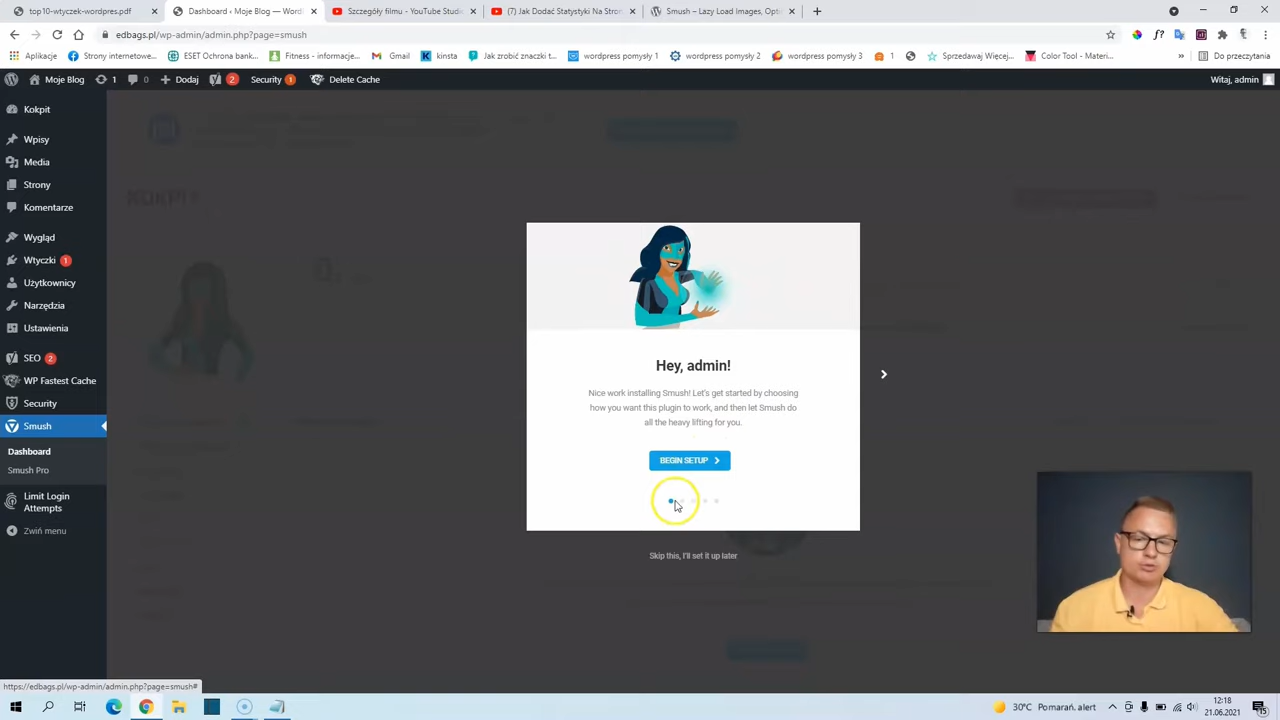 top10-wtyczek-wordpres.pdf
Dashboard ‹ Moje Blog — Word
Szczegóły filmu - YouTube Studi
(7) Jak Dodać Statystyki Na Stron
Smush – Lazy Load Images, Opti
edbags.pl/wp-admin/admin.php?page=smush
Aplikacje
Strony internetowe...
ESET Ochrona bank...
Fitness - informacje...
Gmail
kinsta
Jak zrobić znaczki t...
wordpress pomysły 1
wordpress pomysły 2
wordpress pomysły 3
1
Sprzedawaj Więcej,...
Color Tool - Materi...
»
Do przeczytania
Moje Blog
1
0
Dodaj
2
Security
1
Delete Cache
Witaj, admin
Kokpit
Wpisy
Media
Strony
Komentarze
Wygląd
Wtyczki 1
Użytkownicy
Narzędzia
Ustawienia
SEO 2
WP Fastest Cache
Security
Smush
Dashboard
Smush Pro
Limit Login
Attempts
Zwiń menu
KOKPIT
Hey, admin!
Nice work installing Smush! Let's get started by choosing
how you want this plugin to work, and then let Smush do
all the heavy lifting for you.
BEGIN SETUP
Skip this, I'll set it up later
https://edbags.pl/wp-admin/admin.php?page=smush#
30°C Pomarań. alert
12:18
21.06.2021